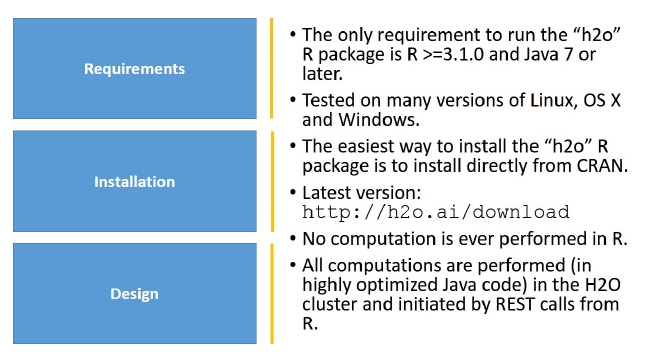 Requirements
• The only requirement to run the “h2o”
R package is R >=3.1.0 and Java 7 or
later.
• Tested on many versions of Linux, OS X
and Windows.
Installation
• The easiest way to install the “h2o” R
package is to install directly from CRAN.
• Latest version:
http://h2o.ai/download
Design
• No computation is ever performed in R.
• All computations are performed (in
highly optimized Java code) in the H2O
cluster and initiated by REST calls from
R.